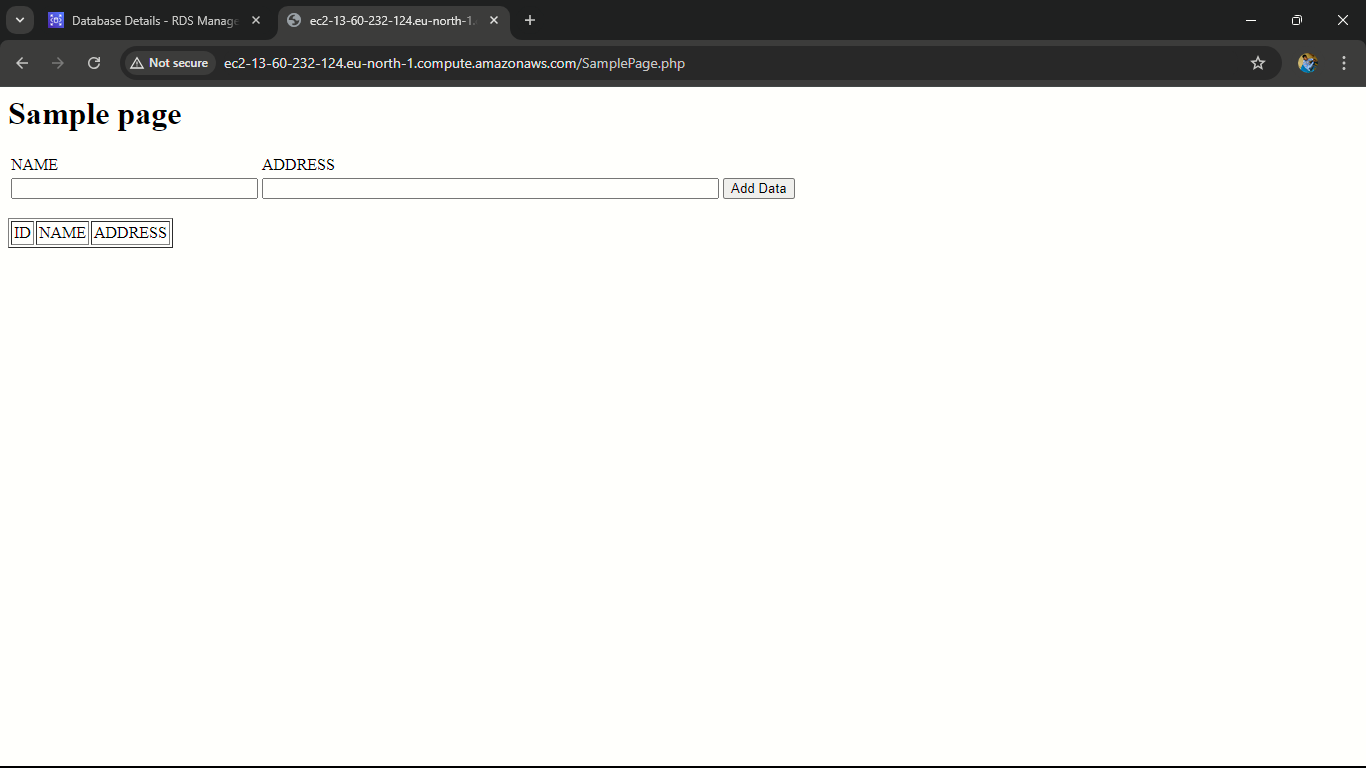 Database Details - RDS Manage
ec2-13-60-232-124.eu-north-1.
Not secure
ec2-13-60-232-124.eu-north-1.compute.amazonaws.com/SamplePage.php
Sample page
NAME ADDRESS
Add Data
ID NAME ADDRESS